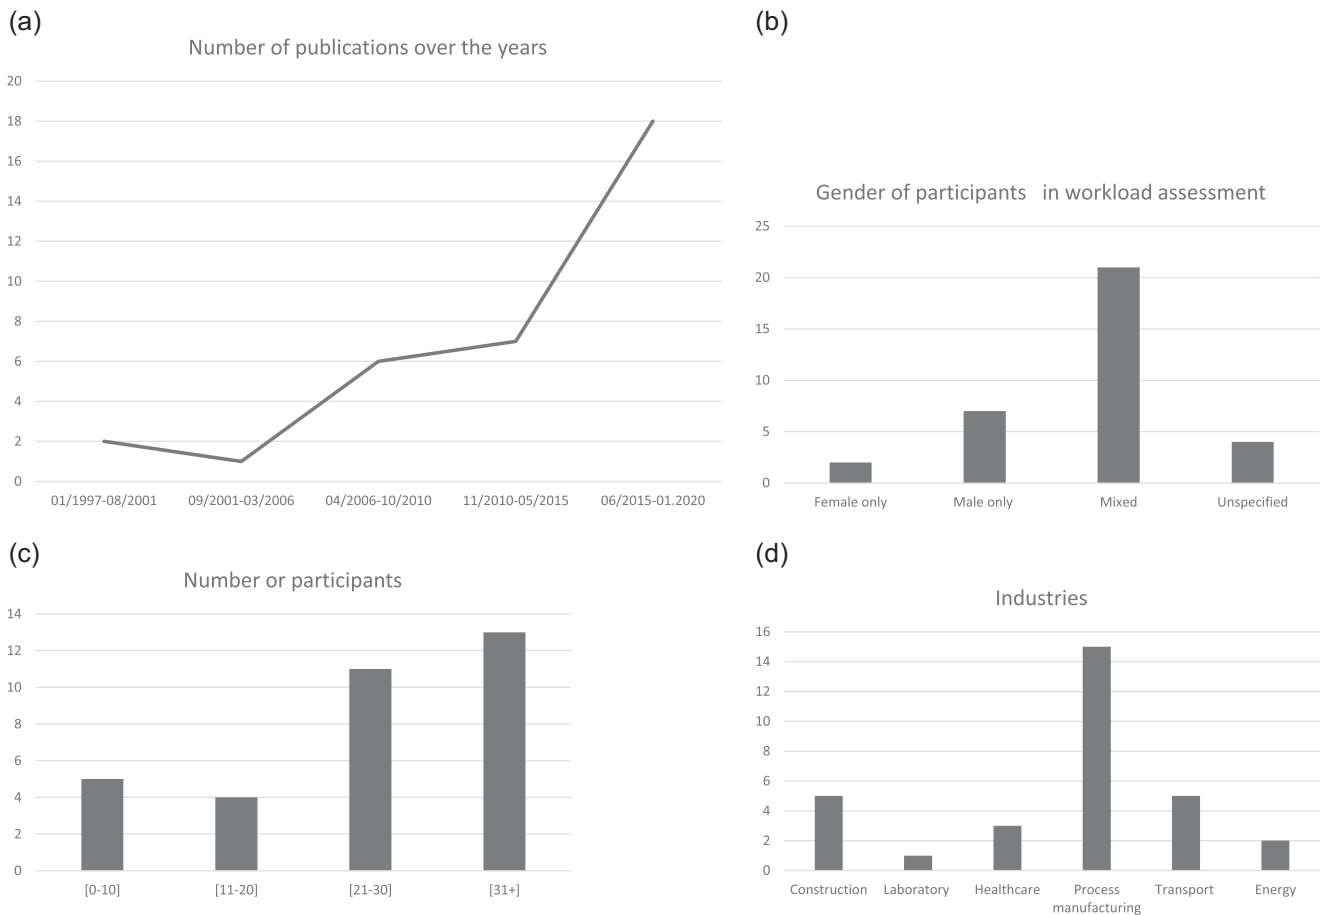 (a)
Number of publications over the years
20
18
16
14
12
10
8
6
4
2
0
01/1997-08/2001 09/2001-03/2006 04/2006-10/2010 11/2010-05/2015 06/2015-01.2020
(b)
Gender of participants in workload assessment
25
20
15
10
5
0
Female only Male only Mixed Unspecified
(c)
Number or participants
14
12
10
8
6
4
2
0
[0-10] [11-20] [21-30] [31+]
(d)
Industries
16
14
12
10
8
6
4
2
0
Construction Laboratory Healthcare Process Transport Energy
manufacturing